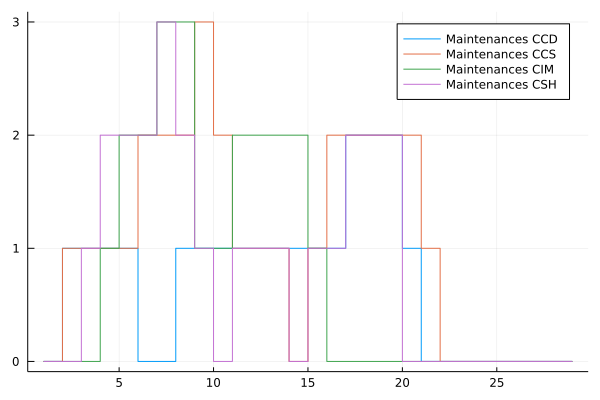 3
Maintenances CCD
Maintenances CCS
Maintenances CIM
Maintenances CSH
2
1
0
5 10 15 20 25